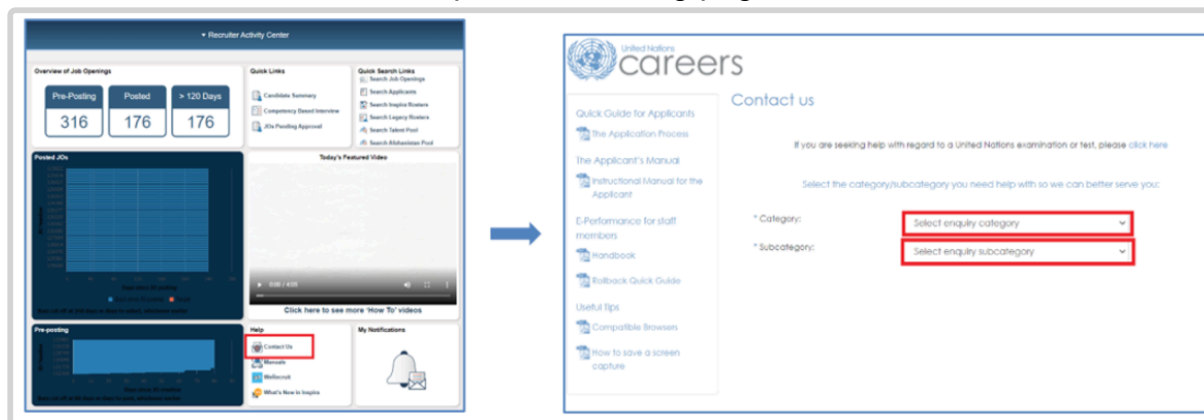 Recruiter Activity Center
Overview of Job Openings
Pre-Posting
316
Posted
176
> 120 Days
176
Quick Links
Candidate Summary
Competency Based Interview
JOs Pending Approval
Quick Search Links
Search Job Openings
Search Applicants
Search Inspira Rosters
Search Legacy Rosters
Search Talent Pool
Search Afghanistan Pool
Posted JOs
Today's Featured Video
0:00 / 4:05
Click here to see more 'How To' videos
Pre-posting
Help
Contact Us
Manuals
WeRecruit
What's New in Inspira
My Notifications
United Nations
careers
Quick Guide for Applicants
The Application Process
The Applicant's Manual
Instructional Manual for the
Applicant
E-Performance for staff
members
Handbook
Rollback Quick Guide
Useful Tips
Compatible Browsers
How to save a screen
capture
Contact us
If you are seeking help with regard to a United Nations examination or test, please click here
Select the category/subcategory you need help with so we can better serve you:
* Category:
Select enquiry category
* Subcategory:
Select enquiry subcategory